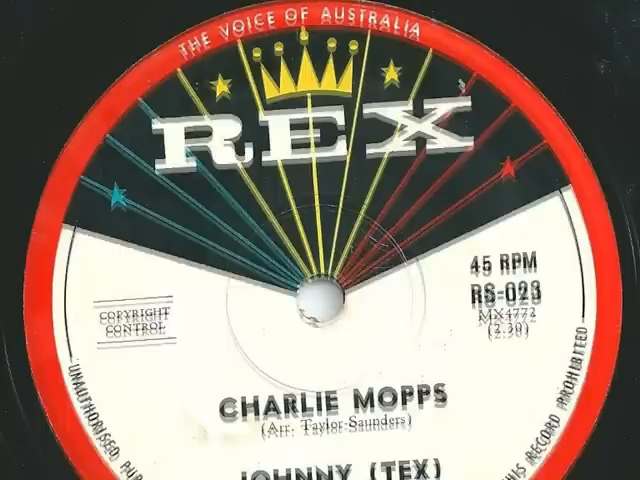 THE VOICE OF AUSTRALIA
REX
45 RPM
RS-023
MX4772
(2.30)
COPYRIGHT
CONTROL
CHARLIE MOPPS
(Arr. Taylor-Saunders)
JOHNNY (TEX)
UNAUTHORISED
RECORD PROHIBITED